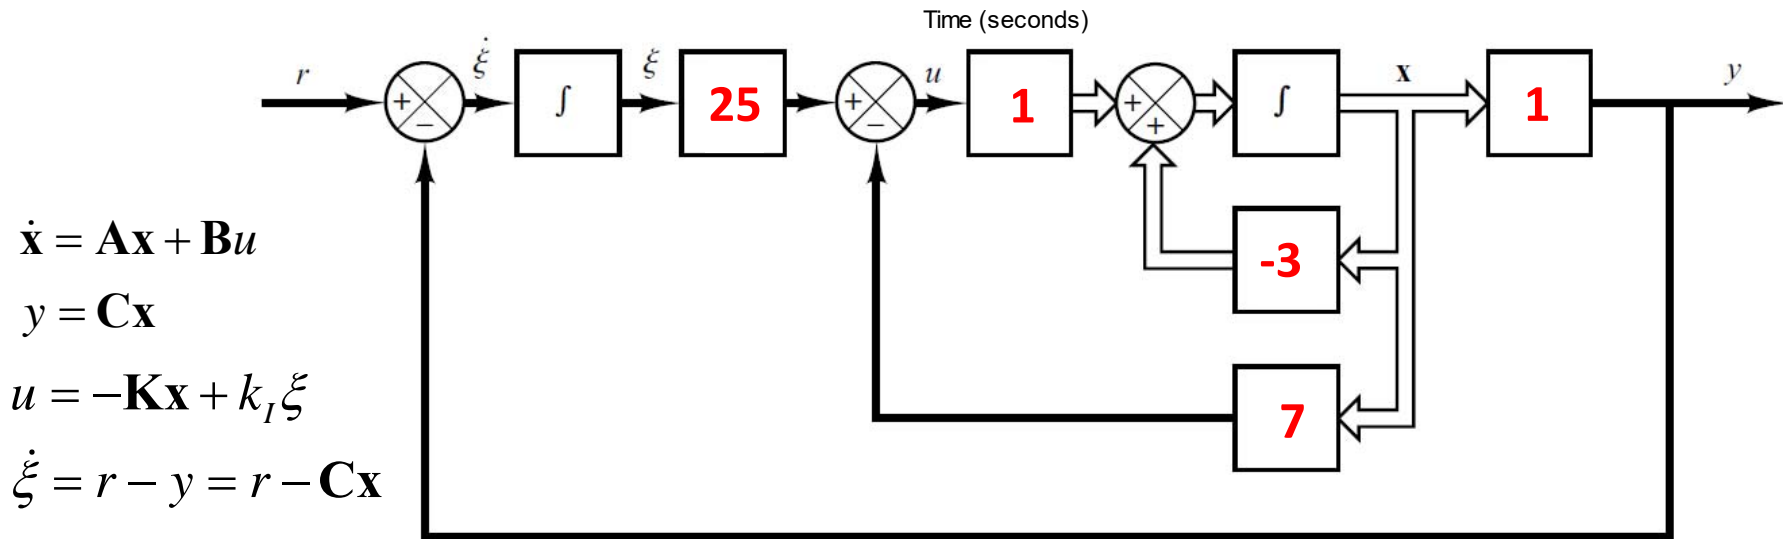 Time (seconds)
r
+
−
ξ̇
∫
ξ
25
+
−
u
1
+
+
∫
x
1
y
-3
7
ẋ = Ax + Bu
y = Cx
u = −Kx + k_I ξ
ξ̇ = r − y = r − Cx